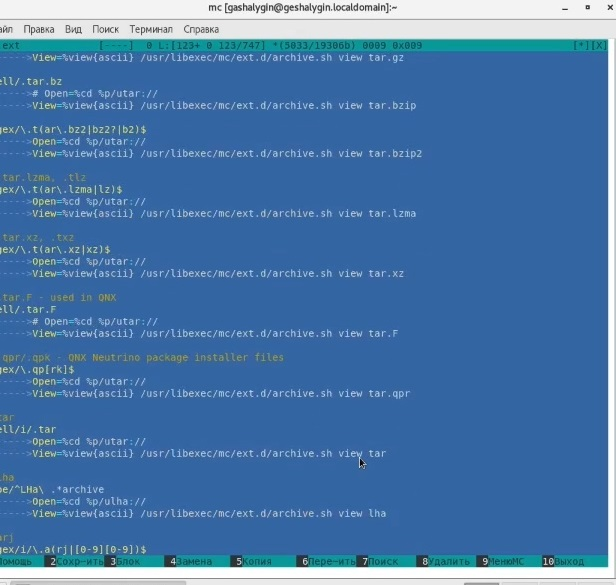 mc [gashalygin@geshalygin.localdomain]:~
айл Правка Вид Поиск Терминал Справка
ext [----] 0 L:[123+ 0 123/747] *(5033/19306b) 0009 0x009 [*][X]
----->View=%view{ascii} /usr/libexec/mc/ext.d/archive.sh view tar.gz
ell/.tar.bz
----->#  Open=%cd %p/utar://
----->View=%view{ascii} /usr/libexec/mc/ext.d/archive.sh view tar.bzip
gex/\.t(ar\.bz2|bz2?|b2)$
----->Open=%cd %p/utar://
----->View=%view{ascii} /usr/libexec/mc/ext.d/archive.sh view tar.bzip2
.tar.lzma, .tlz
gex/\.t(ar\.lzma|lz)$
----->Open=%cd %p/utar://
----->View=%view{ascii} /usr/libexec/mc/ext.d/archive.sh view tar.lzma
.tar.xz, .txz
gex/\.t(ar\.xz|xz)$
----->Open=%cd %p/utar://
----->View=%view{ascii} /usr/libexec/mc/ext.d/archive.sh view tar.xz
.tar.F - used in QNX
ell/.tar.F
----->#  Open=%cd %p/utar://
----->View=%view{ascii} /usr/libexec/mc/ext.d/archive.sh view tar.F
.qpr/.qpk - QNX Neutrino package installer files
gex/\.qp[rk]$
----->Open=%cd %p/utar://
----->View=%view{ascii} /usr/libexec/mc/ext.d/archive.sh view tar.qpr
tar
ell/i/.tar
----->Open=%cd %p/utar://
----->View=%view{ascii} /usr/libexec/mc/ext.d/archive.sh view tar
lha
pe/^LHa\ .*archive
----->Open=%cd %p/ulha://
----->View=%view{ascii} /usr/libexec/mc/ext.d/archive.sh view lha
arj
gex/i/\.a(rj|[0-9][0-9])$
Помощь 2Сохр~ить 3Блок 4Замена 5Копия 6Пере~ить 7Поиск 8Удалить 9МенюMC 10Выход